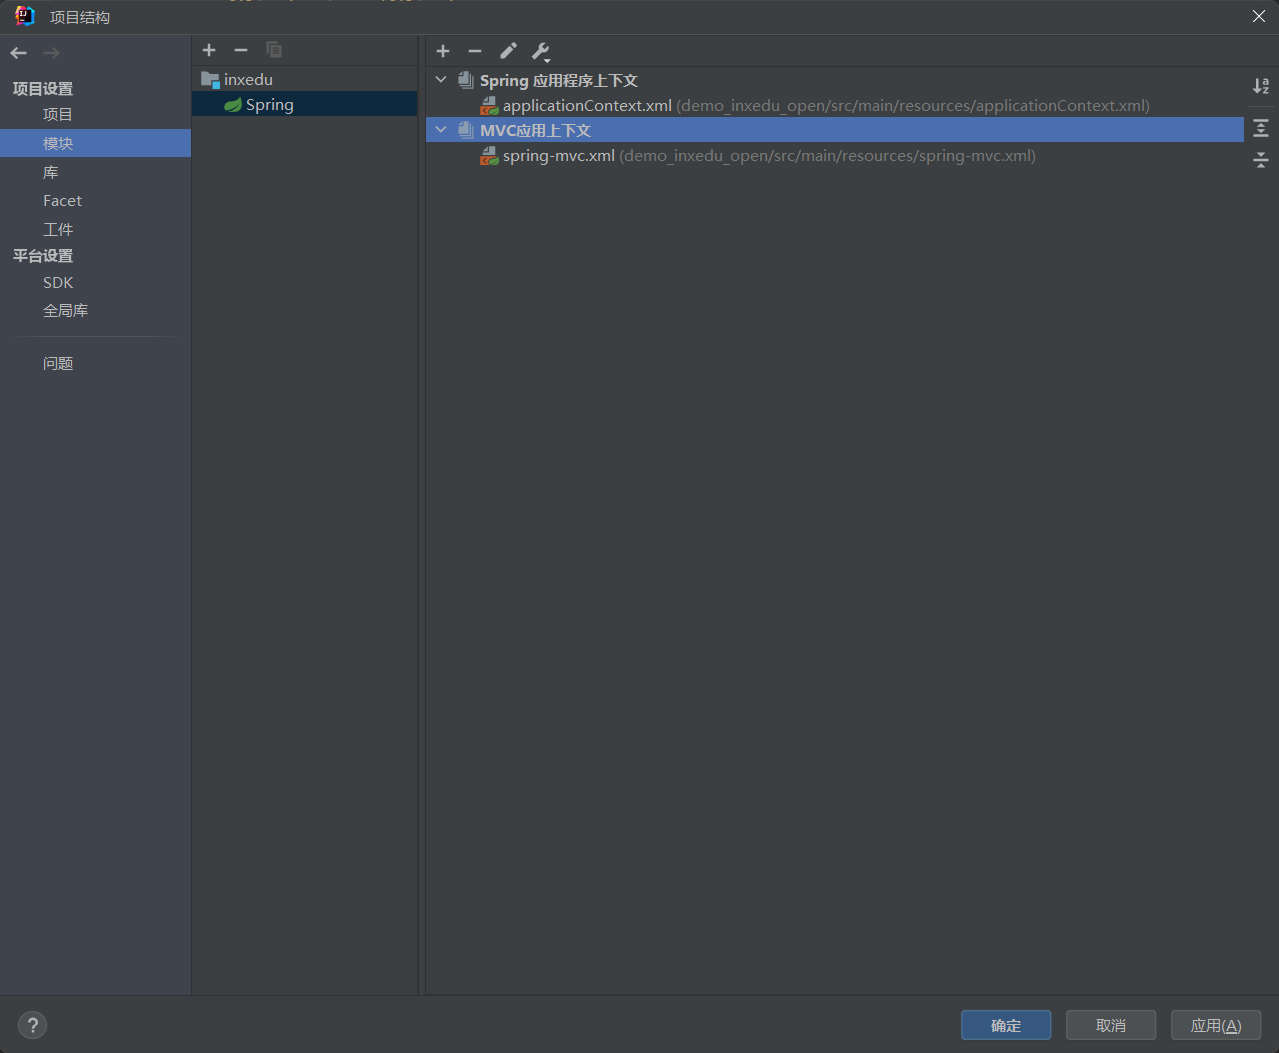 项目结构
项目设置
项目
模块
库
Facet
工件
平台设置
SDK
全局库
问题
inxedu
Spring
Spring 应用程序上下文
applicationContext.xml (demo_inxedu_open/src/main/resources/applicationContext.xml)
MVC应用上下文
spring-mvc.xml (demo_inxedu_open/src/main/resources/spring-mvc.xml)
?
确定
取消
应用(A)